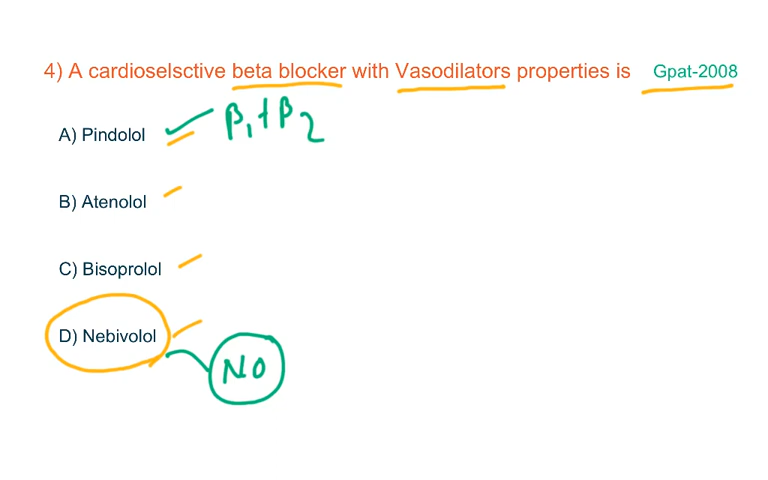 4) A cardioselsctive beta blocker with Vasodilators properties is Gpat-2008
A) Pindolol β₁+β2
B) Atenolol
C) Bisoprolol
D) Nebivolol
NO